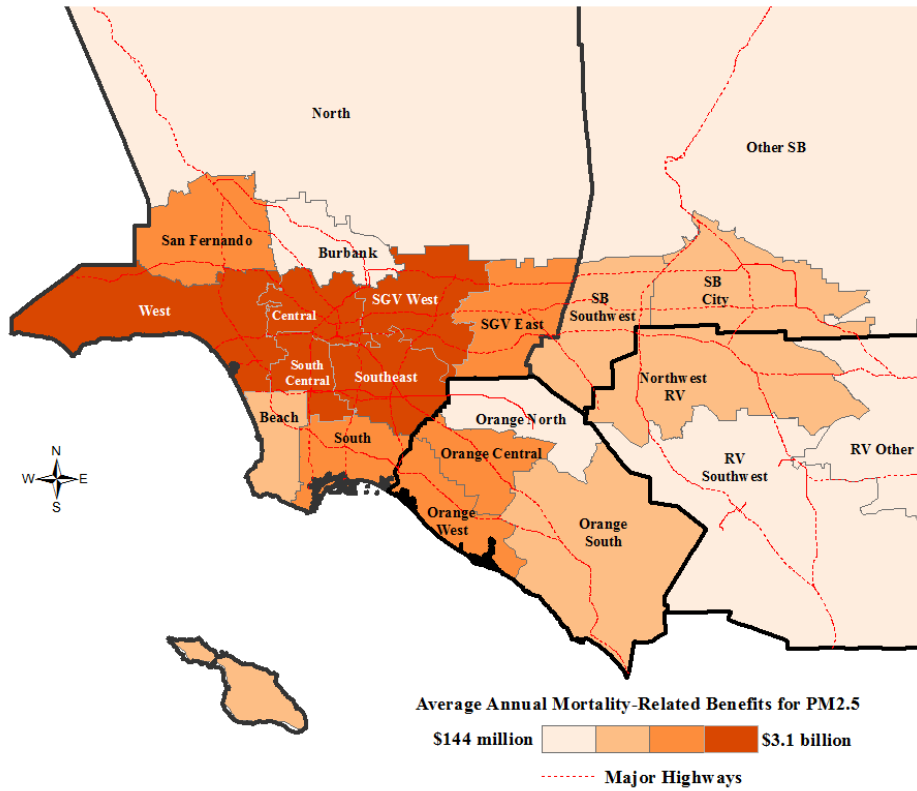 North
Other SB
San Fernando
Burbank
West
Central
SGV West
SGV East
SB
Southwest
SB
City
South
Central
Southeast
Northwest
RV
Beach
South
Orange North
Orange Central
RV
Southwest
RV Other
N
W
E
S
Orange
West
Orange
South
Average Annual Mortality-Related Benefits for PM2.5
$144 million
$3.1 billion
Major Highways